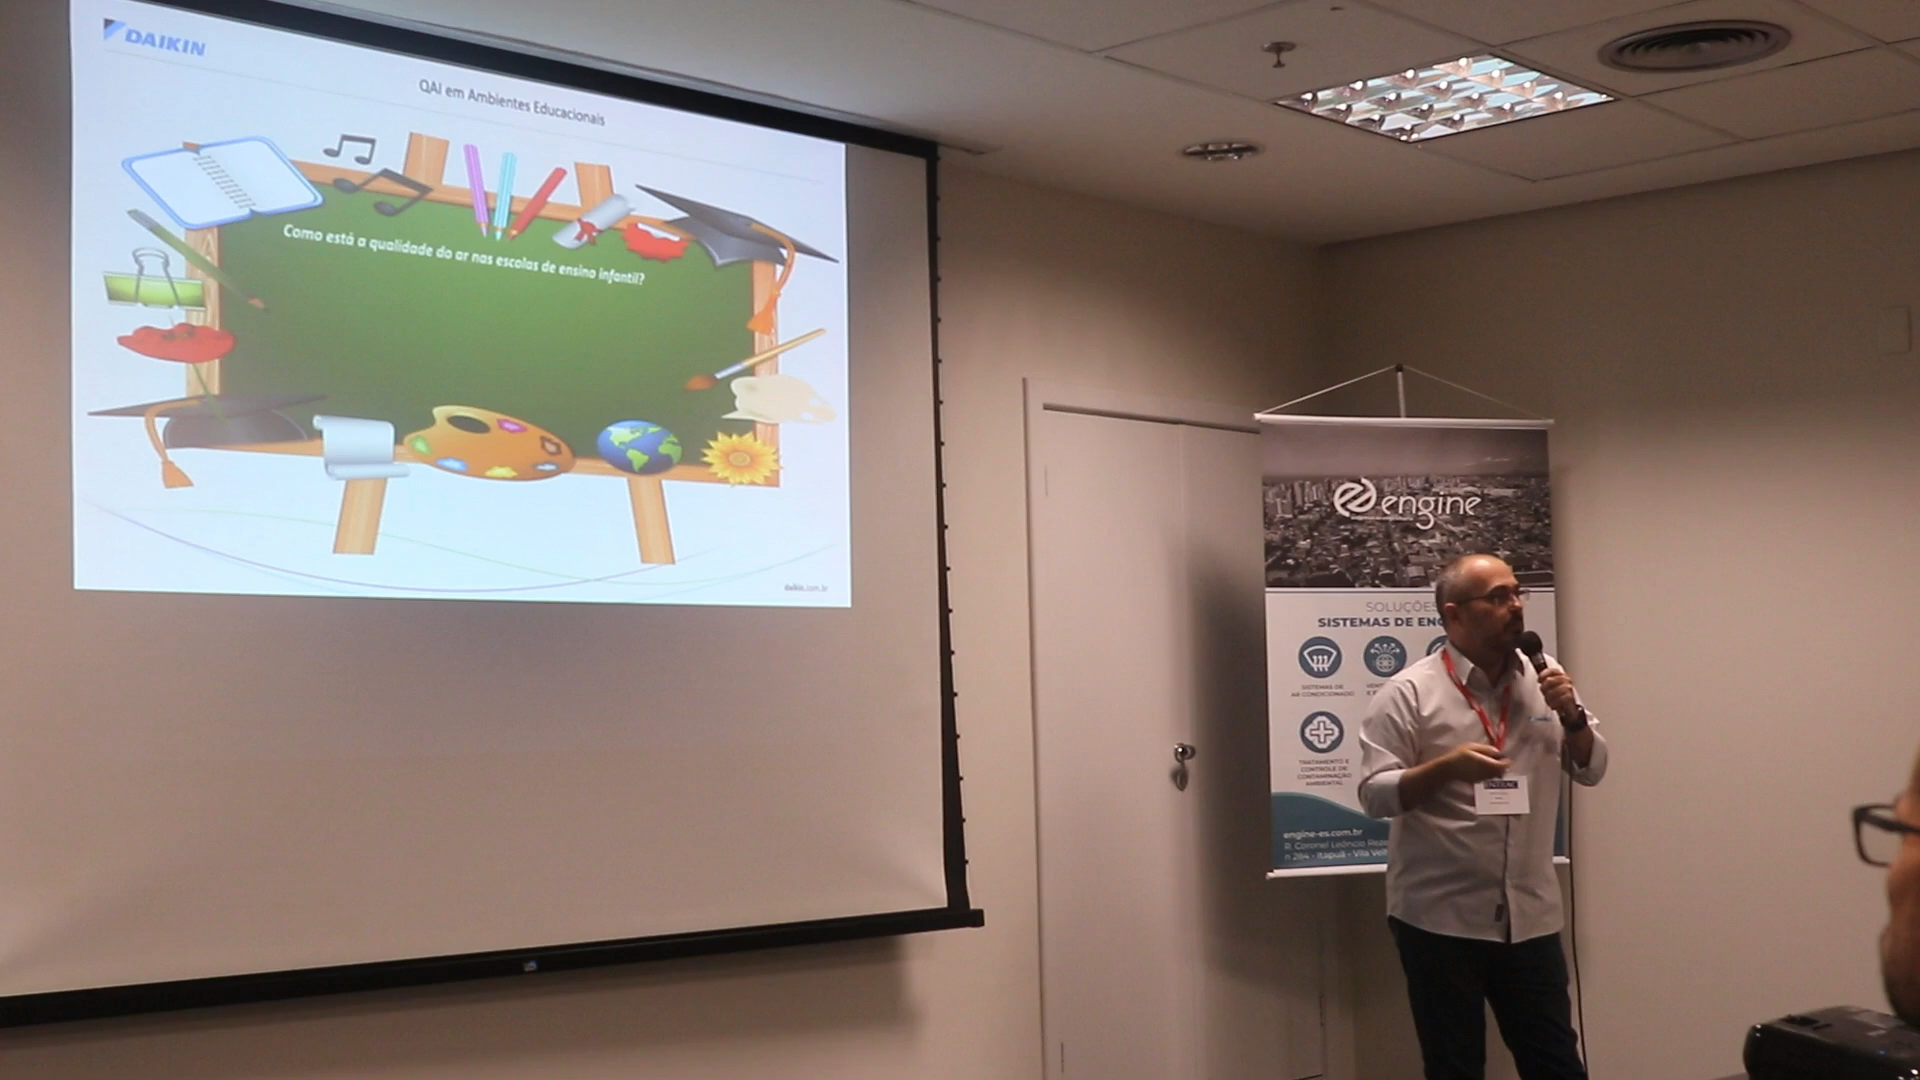 DAIKIN
QAI em Ambientes Educacionais
Como está a qualidade do ar nas escolas de ensino infantil?
daikin.com.br
engine
SOLUÇÕES
SISTEMAS DE ENG
SISTEMAS DE
AR CONDICIONADO
TRATAMENTO E
CONTROLE DE
CONTAMINAÇÃO
AMBIENTAL
engine-es.com.br
R. Coronel Leôncio Reze
n 284 - Itapuã - Vila Vel